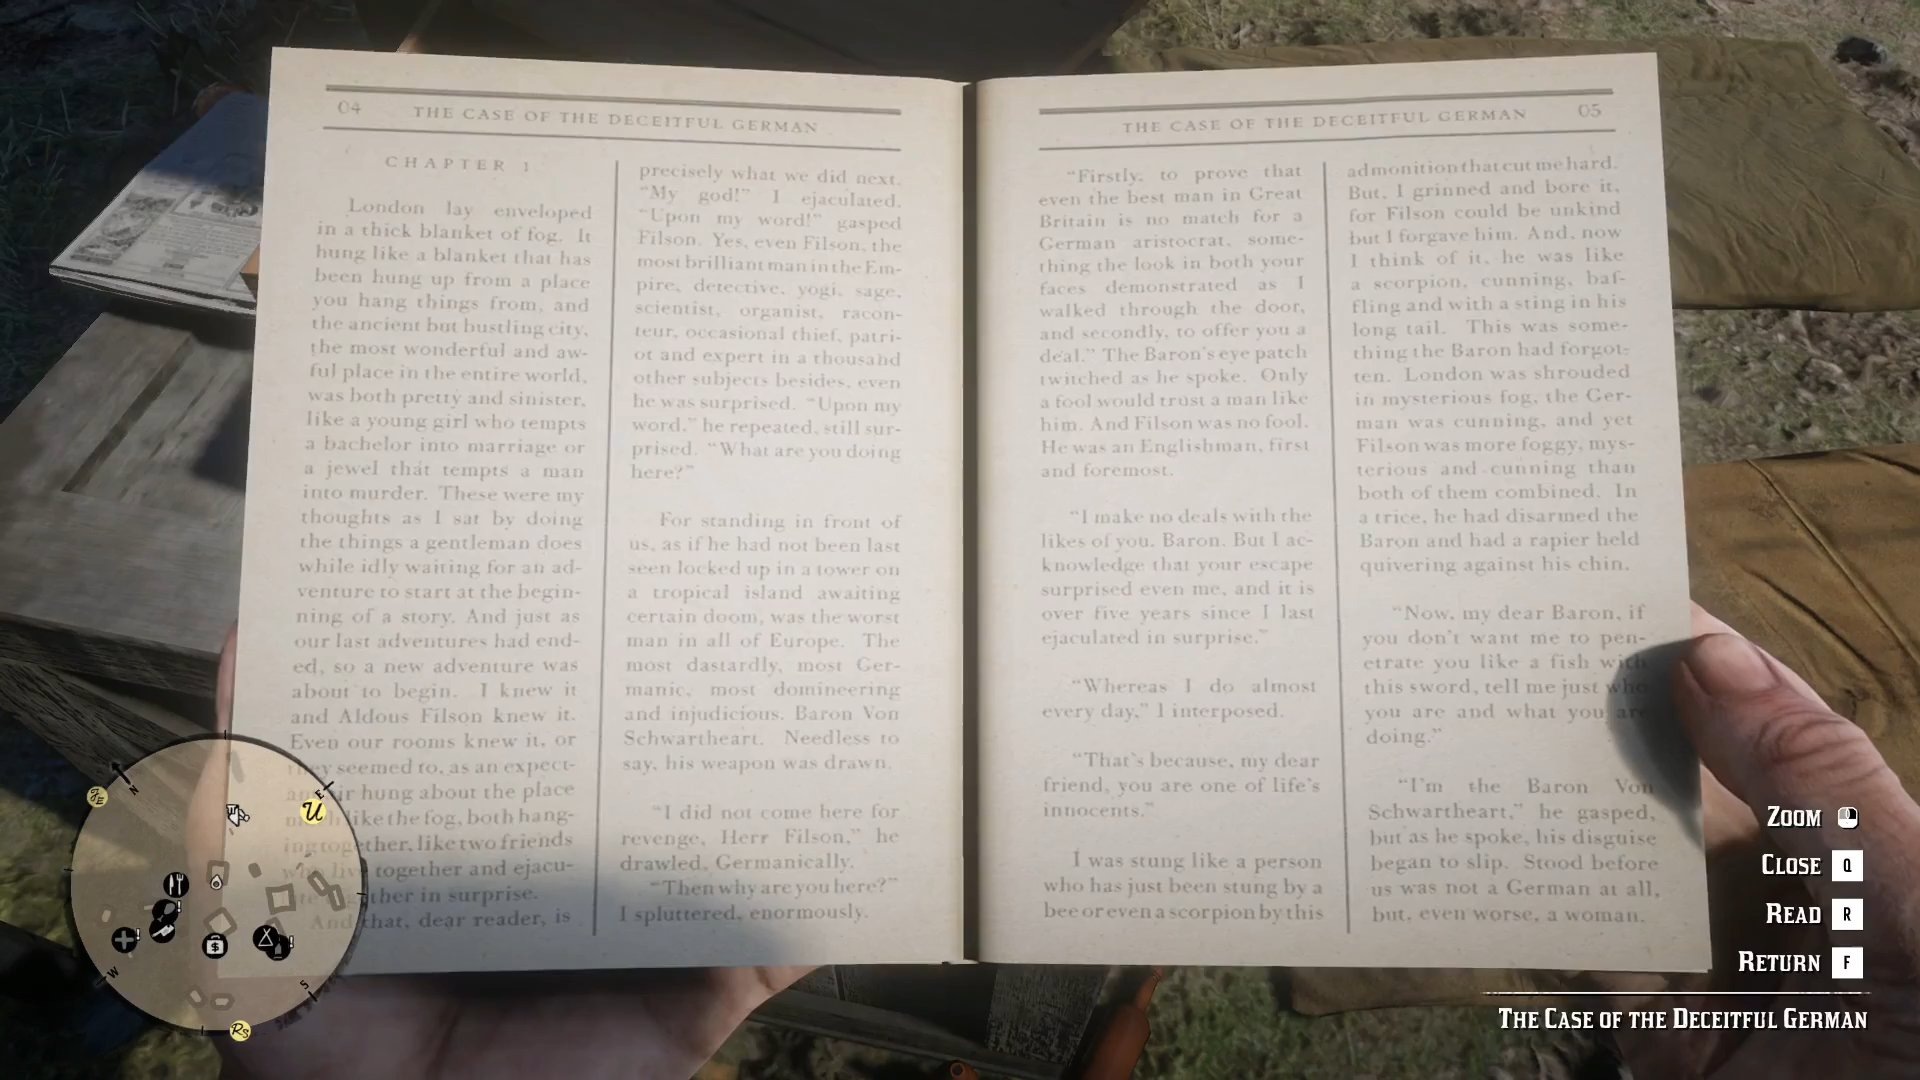 04
THE CASE OF THE DECEITFUL GERMAN
CHAPTER 1
London lay enveloped
in a thick blanket of fog. It
hung like a blanket that has
been hung up from a place
you hang things from, and
the ancient but bustling city,
the most wonderful and aw-
ful place in the entire world,
was both pretty and sinister,
like a young girl who tempts
a bachelor into marriage or
a jewel that tempts a man
into murder. These were my
thoughts as I sat by doing
the things a gentleman does
while idly waiting for an ad-
venture to start at the begin-
ning of a story. And just as
our last adventures had end-
ed, so a new adventure was
about to begin. I knew it
and Aldous Filson knew it.
Even our rooms knew it, or
they seemed to, as an expect-
ant air hung about the place
much like the fog, both hang-
ing together, like two friends
who live together and ejacu-
together in surprise.
And that, dear reader, is
precisely what we did next.
“My god!” I ejaculated.
“Upon my word!” gasped
Filson. Yes, even Filson, the
most brilliant man in the Em-
pire, detective, yogi, sage,
scientist, organist, racon-
teur, occasional thief, patri-
ot and expert in a thousand
other subjects besides, even
he was surprised. “Upon my
word,” he repeated, still sur-
prised. “What are you doing
here?”
For standing in front of
us, as if he had not been last
seen locked up in a tower on
a tropical island awaiting
certain doom, was the worst
man in all of Europe. The
most dastardly, most Ger-
manic, most domineering
and injudicious, Baron Von
Schwartheart. Needless to
say, his weapon was drawn.
“I did not come here for
revenge, Herr Filson,” he
drawled, Germanically.
“Then why are you here?”
I spluttered, enormously.
THE CASE OF THE DECEITFUL GERMAN
05
“Firstly, to prove that
even the best man in Great
Britain is no match for a
German aristocrat, some-
thing the look in both your
faces demonstrated as I
walked through the door,
and secondly, to offer you a
deal.” The Baron's eye patch
twitched as he spoke. Only
a fool would trust a man like
him. And Filson was no fool.
He was an Englishman, first
and foremost.
“I make no deals with the
likes of you, Baron. But I ac-
knowledge that your escape
surprised even me, and it is
over five years since I last
ejaculated in surprise.”
“Whereas I do almost
every day,” I interposed.
“That's because, my dear
friend, you are one of life's
innocents.”
I was stung like a person
who has just been stung by a
bee or even a scorpion by this
admonition that cut me hard.
But, I grinned and bore it,
for Filson could be unkind
but I forgave him. And, now
I think of it, he was like
a scorpion, cunning, baf-
fling and with a sting in his
long tail. This was some-
thing the Baron had forgot-
ten. London was shrouded
in mysterious fog, the Ger-
man was cunning, and yet
Filson was more foggy, mys-
terious and cunning than
both of them combined. In
a trice, he had disarmed the
Baron and had a rapier held
quivering against his chin.
“Now, my dear Baron, if
you don't want me to pen-
etrate you like a fish with
this sword, tell me just who
you are and what you are
doing.”
“I'm the Baron Von
Schwartheart,” he gasped,
but as he spoke, his disguise
began to slip. Stood before
us was not a German at all,
but, even worse, a woman.
N
E
S
W
JE
U
RS
ZOOM
CLOSE Q
READ R
RETURN F
THE CASE OF THE DECEITFUL GERMAN